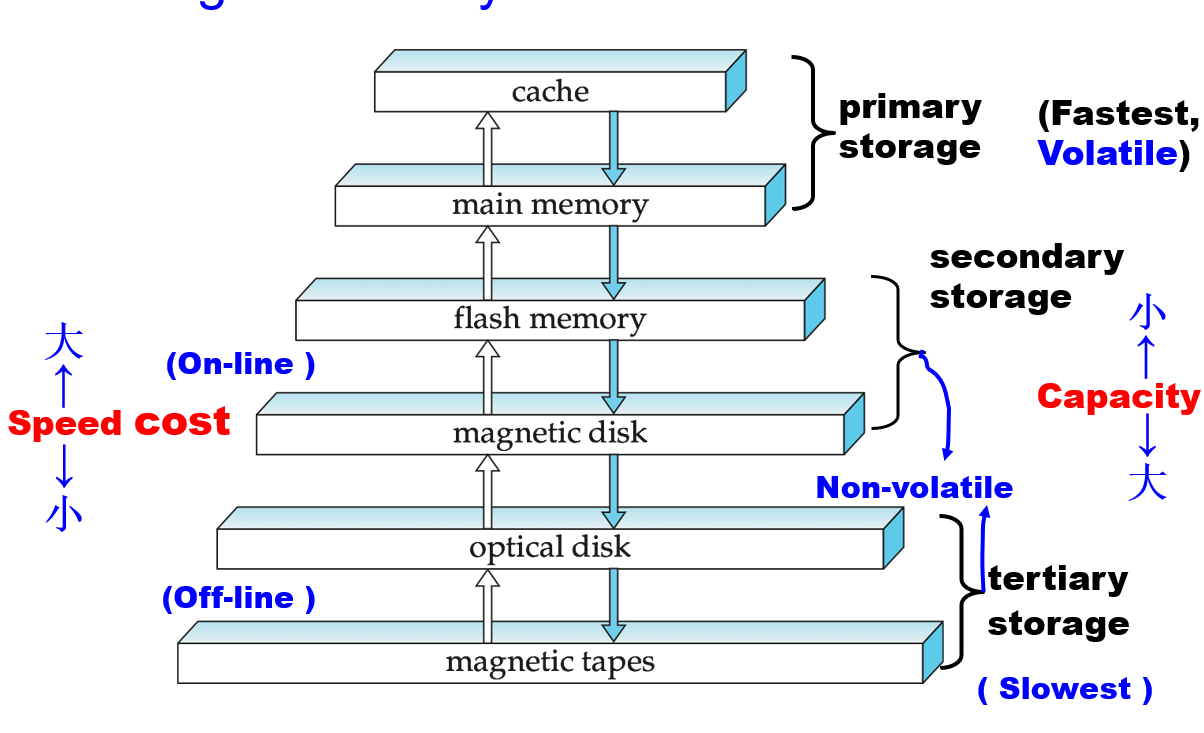 cache
primary
storage
(Fastest,
Volatile)
main memory
secondary
storage
flash memory
(On-line )
大
Speed cost
小
小
Capacity
大
magnetic disk
Non-volatile
optical disk
(Off-line )
tertiary
storage
magnetic tapes
( Slowest )